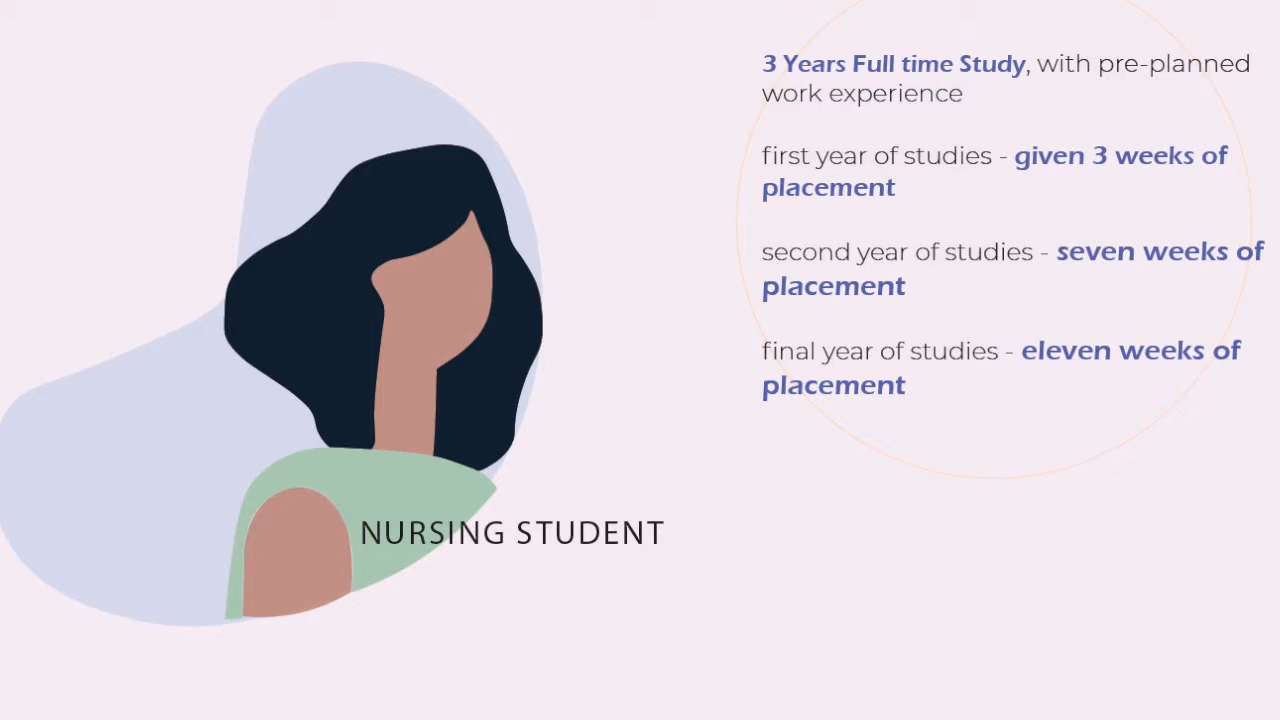 3 Years Full time Study, with pre-planned
work experience
first year of studies - given 3 weeks of
placement
second year of studies - seven weeks of
placement
final year of studies - eleven weeks of
placement
NURSING STUDENT